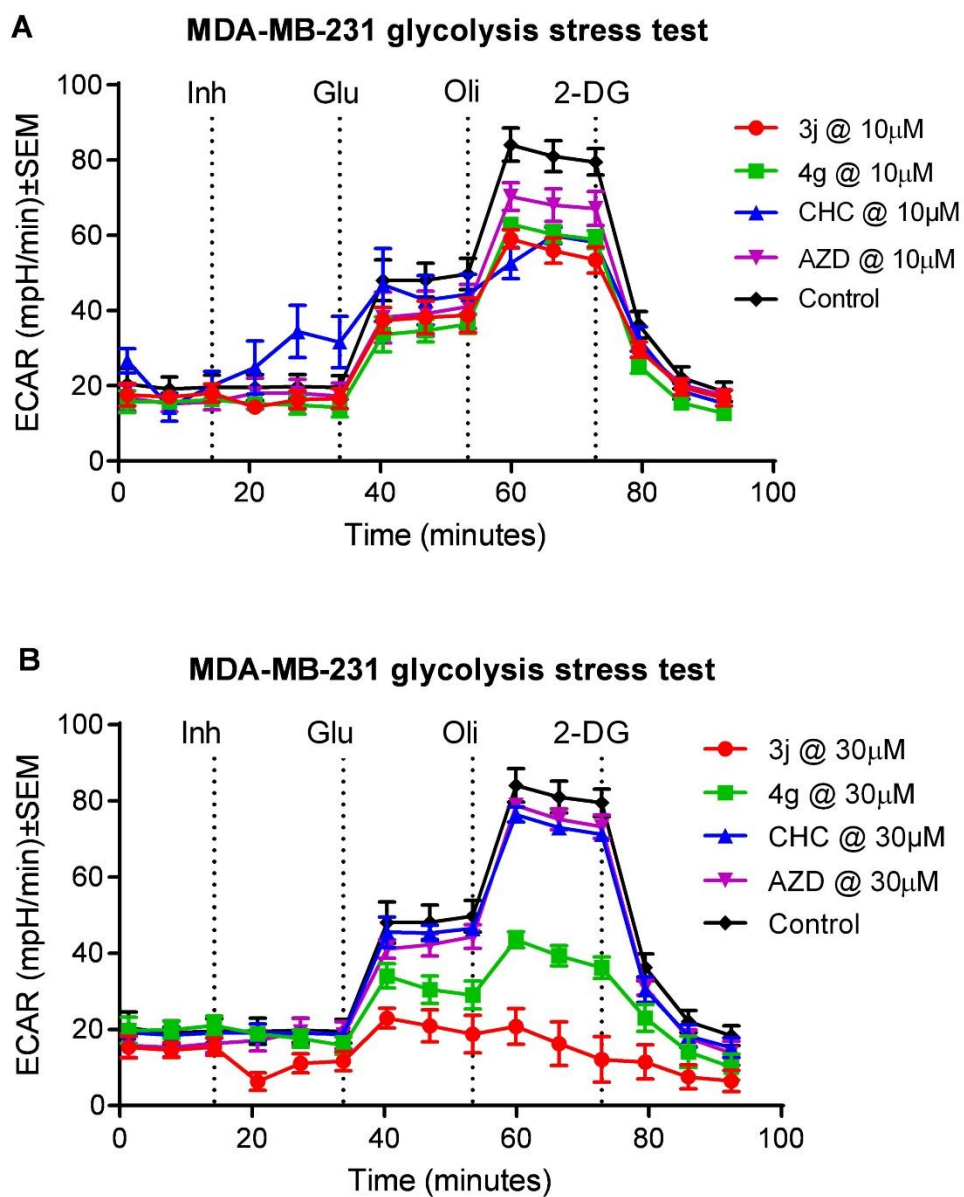 A
MDA-MB-231 glycolysis stress test
Inh Glu Oli 2-DG
ECAR (mpH/min)±SEM
100
80
60
40
20
0
0 20 40 60 80 100
Time (minutes)
3j @ 10μM
4g @ 10μM
CHC @ 10μM
AZD @ 10μM
Control
B
MDA-MB-231 glycolysis stress test
Inh Glu Oli 2-DG
ECAR (mpH/min)±SEM
100
80
60
40
20
0
0 20 40 60 80 100
Time (minutes)
3j @ 30μM
4g @ 30μM
CHC @ 30μM
AZD @ 30μM
Control